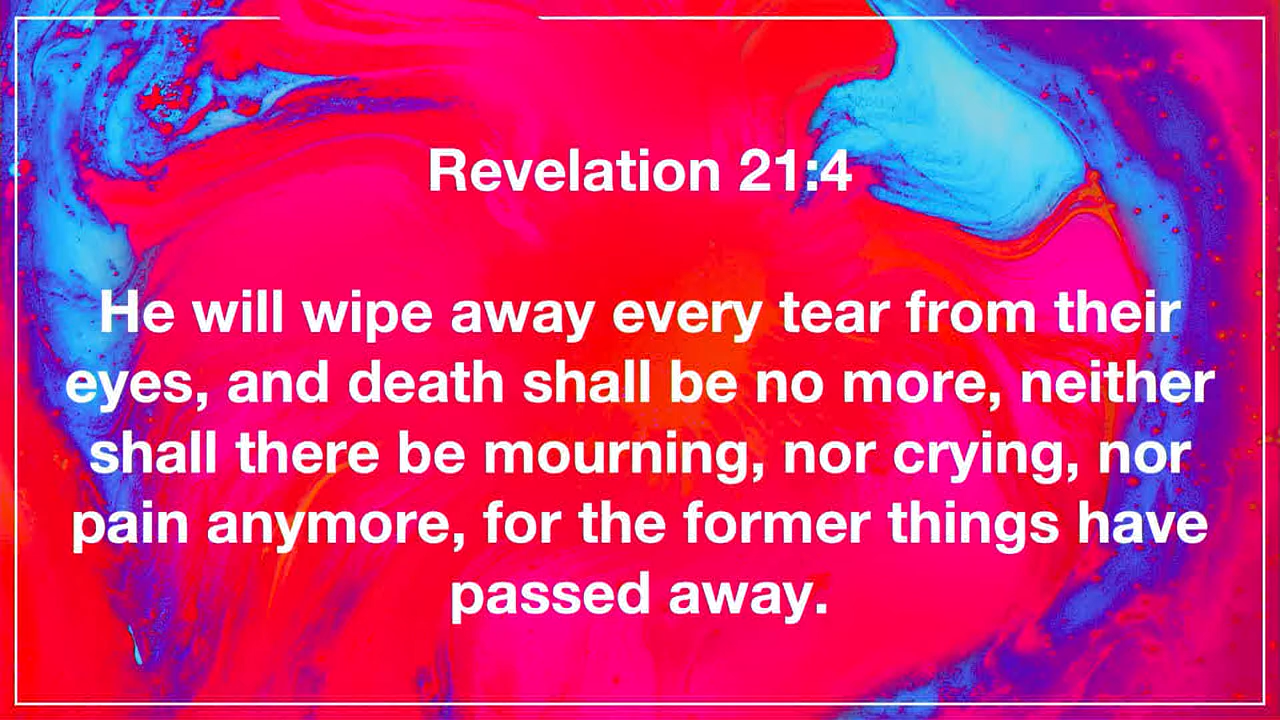 Revelation 21:4
He will wipe away every tear from their
eyes, and death shall be no more, neither
shall there be mourning, nor crying, nor
pain anymore, for the former things have
passed away.